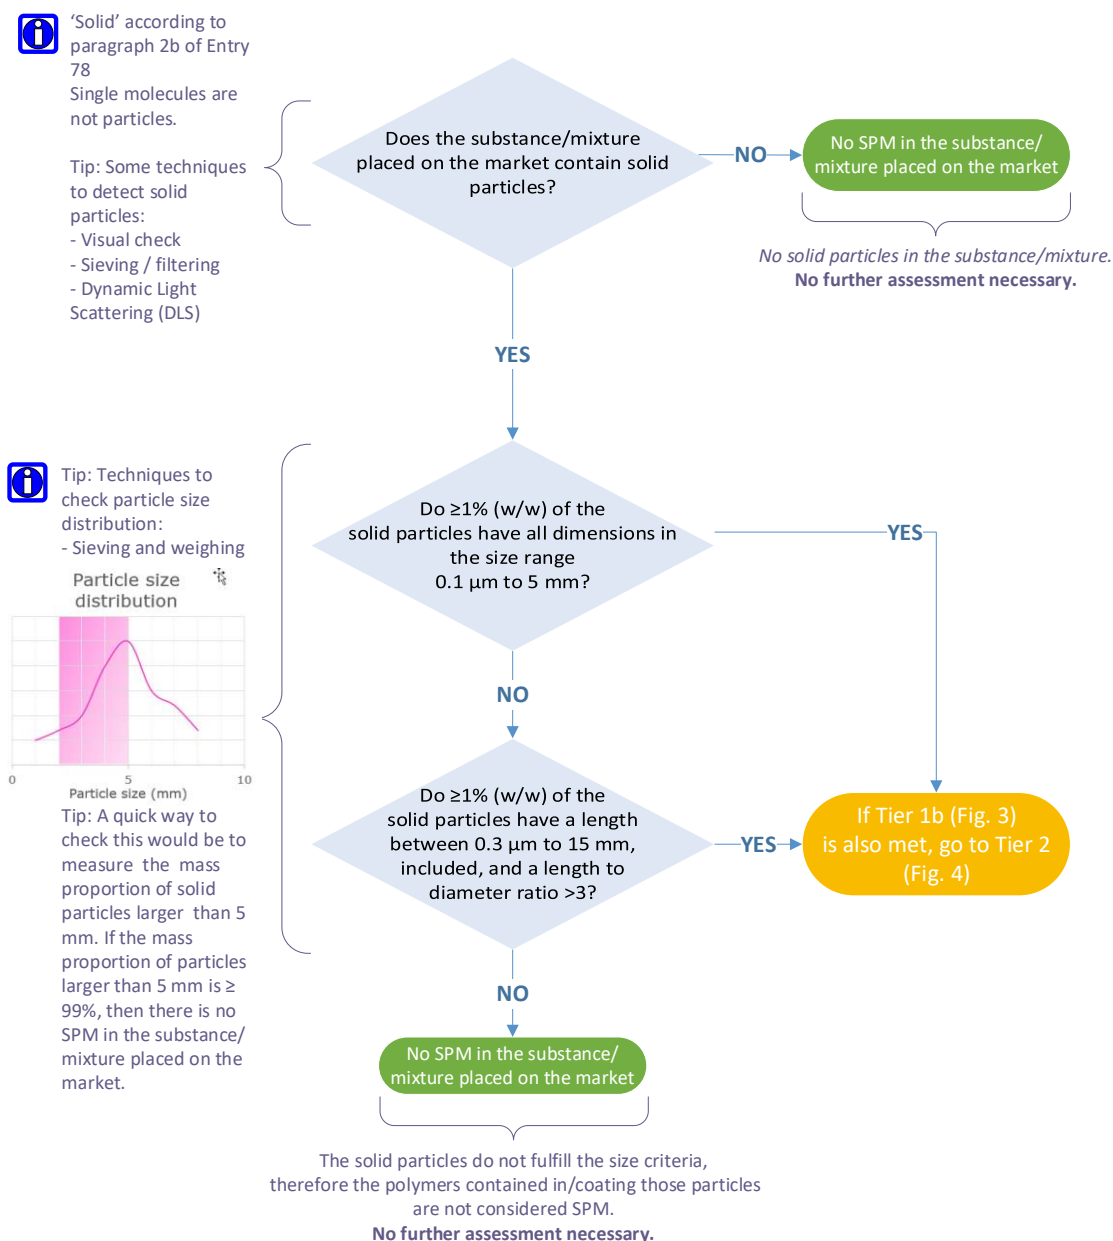 ‘Solid’ according to
paragraph 2b of Entry
78
Single molecules are
not particles.
Tip: Some techniques
to detect solid
particles:
- Visual check
- Sieving / filtering
- Dynamic Light
Scattering (DLS)
Does the substance/mixture
placed on the market contain solid
particles?
NO
No SPM in the substance/
mixture placed on the market
No solid particles in the substance/mixture.
No further assessment necessary.
YES
Tip: Techniques to
check particle size
distribution:
- Sieving and weighing
Particle size
distribution
0
5
10
Particle size (mm)
Tip: A quick way to
check this would be to
measure the mass
proportion of solid
particles larger than 5
mm. If the mass
proportion of particles
larger than 5 mm is ≥
99%, then there is no
SPM in the substance/
mixture placed on the
market.
Do ≥1% (w/w) of the
solid particles have all dimensions in
the size range
0.1 µm to 5 mm?
YES
NO
Do ≥1% (w/w) of the
solid particles have a length
between 0.3 µm to 15 mm,
included, and a length to
diameter ratio >3?
YES
If Tier 1b (Fig. 3)
is also met, go to Tier 2
(Fig. 4)
NO
No SPM in the substance/
mixture placed on the market
The solid particles do not fulfill the size criteria,
therefore the polymers contained in/coating those particles
are not considered SPM.
No further assessment necessary.